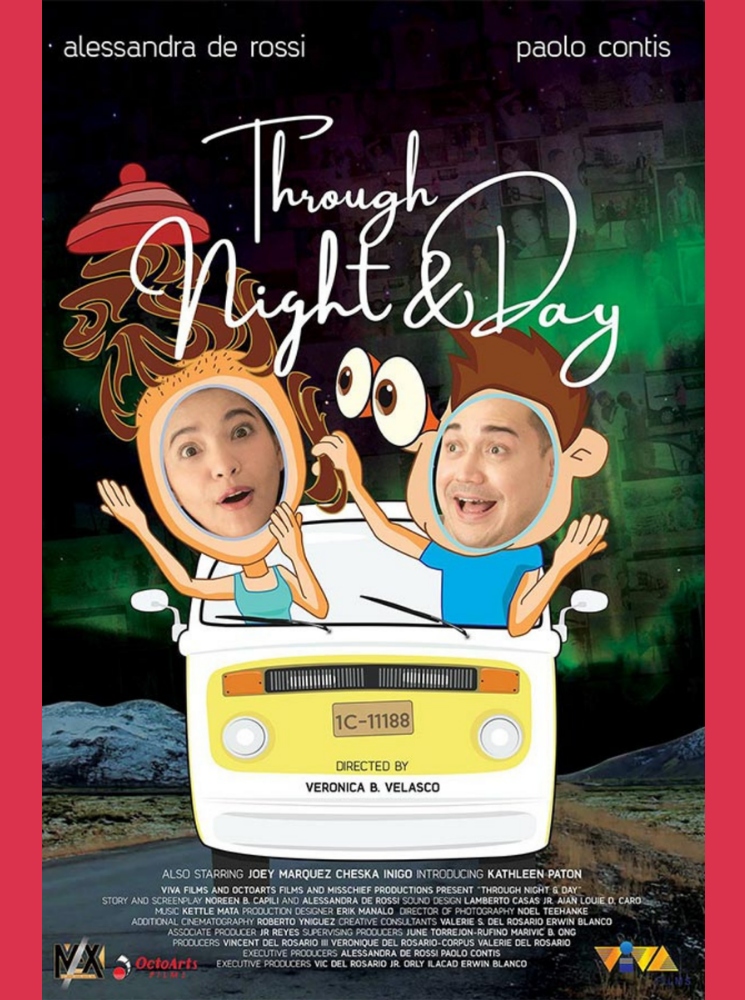 alessandra de rossi
paolo contis
Through
Night & Day
1C-11188
DIRECTED BY
VERONICA B. VELASCO
ALSO STARRING JOEY MARQUEZ CHESKA INIGO INTRODUCING KATHLEEN PATON
VIVA FILMS AND OCTOARTS FILMS AND MISSCHIEF PRODUCTIONS PRESENT "THROUGH NIGHT & DAY"
STORY AND SCREENPLAY NOREEN B. CAPILI AND ALESSANDRA DE ROSSI SOUND DESIGN LAMBERTO CASAS JR. AIAN LOUIE D. CARO
MUSIC KETTLE MATA PRODUCTION DESIGNER ERIK MANALO DIRECTOR OF PHOTOGRAPHY NOEL TEEHANKE
ADDITIONAL CINEMATOGRAPHY ROBERTO YNIGUEZ CREATIVE CONSULTANTS VALERIE S. DEL ROSARIO ERWIN BLANCO
ASSOCIATE PRODUCER JR REYES SUPERVISING PRODUCERS JUNE TORREJON-RUFINO MARIVIC B. ONG
PRODUCERS VINCENT DEL ROSARIO III VERONIQUE DEL ROSARIO-CORPUS VALERIE DEL ROSARIO
EXECUTIVE PRODUCERS ALESSANDRA DE ROSSI PAOLO CONTIS
EXECUTIVE PRODUCERS VIC DEL ROSARIO JR. ORLY ILACAD ERWIN BLANCO
OctoArts
FILMS
VIVA
FILMS